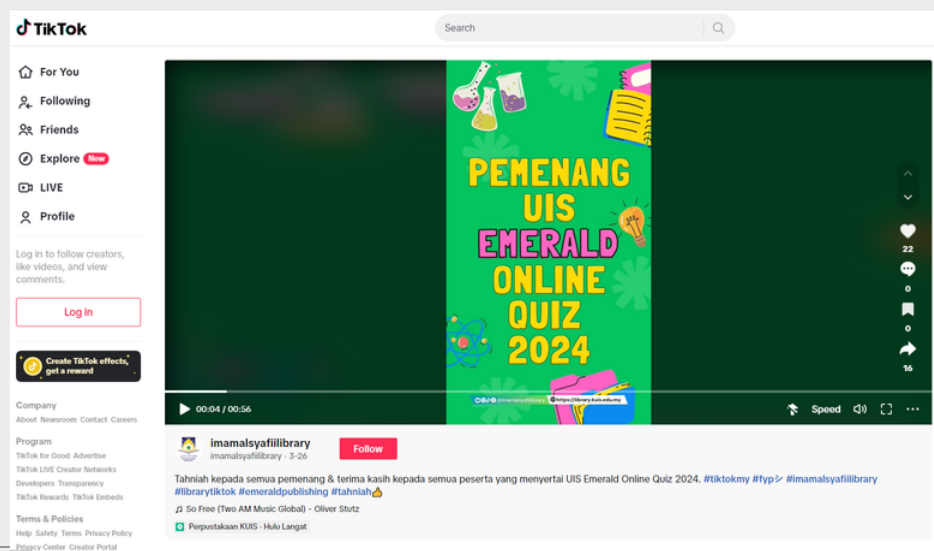 TikTok
Search
For You
Following
Friends
Explore New
LIVE
Profile
Log in to follow creators,
like videos, and view
comments.
Log in
Create TikTok effects,
get a reward
Company
About Newsroom Contact Careers
Program
TikTok for Good Advertise
TikTok LIVE Creator Networks
Developers Transparency
TikTok Rewards TikTok Embeds
Terms & Policies
Help Safety Terms Privacy Policy
Privacy Center Creator Portal
PEMENANG
UIS
EMERALD
ONLINE
QUIZ
2024
@imamalsyafiilibrary https://library.kuis.edu.my
22
0
0
16
00:04 / 00:56
Speed
imamalsyafiilibrary
imamalsyafiilibrary · 3-26
Follow
Tahniah kepada semua pemenang & terima kasih kepada semua peserta yang menyertai UIS Emerald Online Quiz 2024. #tiktokmy #fypシ #imamalsyafiilibrary
#librarytiktok #emeraldpublishing #tahniah👍
♫ So Free (Two AM Music Global) - Oliver Stutz
Perpustakaan KUIS · Hulu Langat